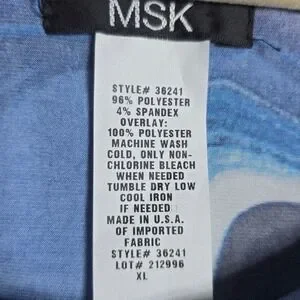 MSK
STYLE# 36241
96% POLYESTER
4% SPANDEX
OVERLAY:
100% POLYESTER
MACHINE WASH
COLD, ONLY NON-
CHLORINE BLEACH
WHEN NEEDED
TUMBLE DRY LOW
COOL IRON
IF NEEDED
MADE IN U.S.A.
OF IMPORTED
FABRIC
STYLE# 36241
LOT# 212996
XL